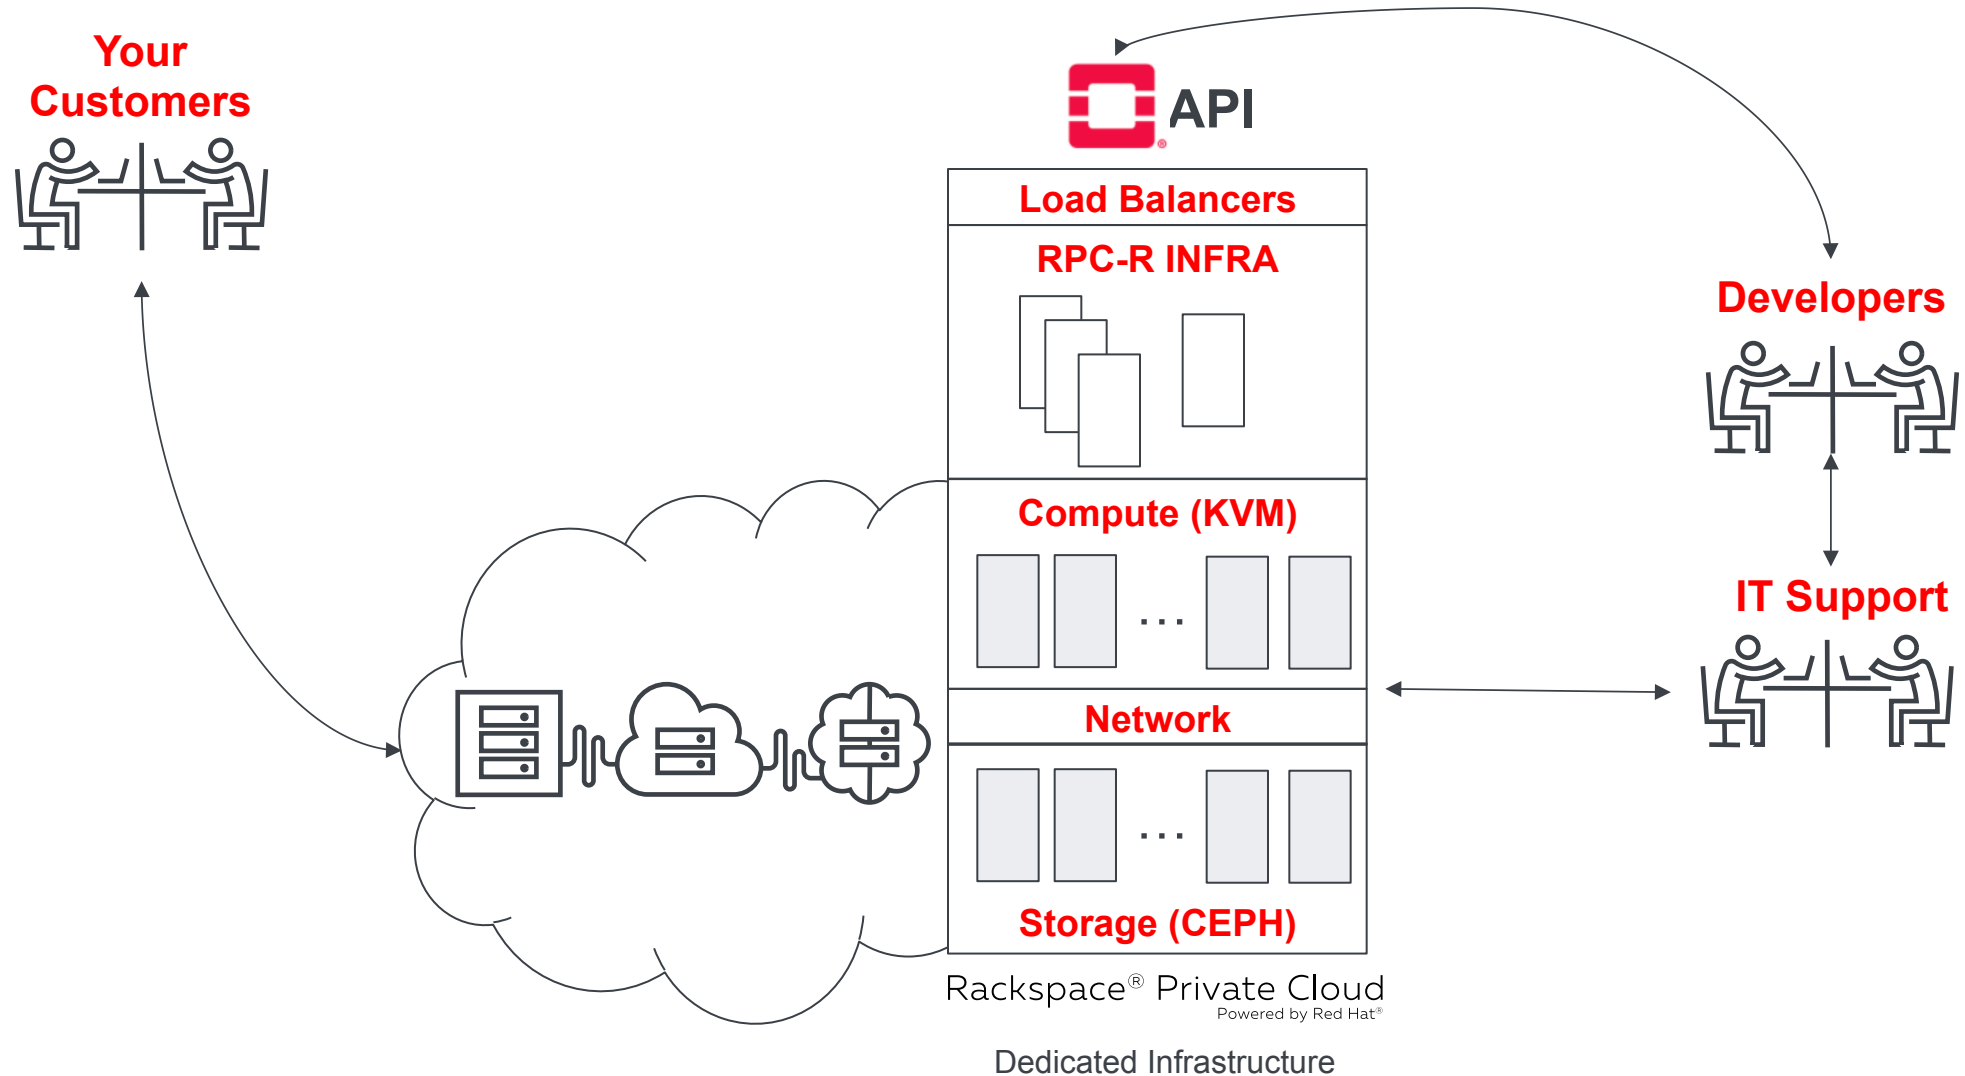 Your
Customers
API
Load Balancers
RPC-R INFRA
Compute (KVM)
...
Network
...
Storage (CEPH)
Rackspace® Private Cloud
Powered by Red Hat®
Dedicated Infrastructure
Developers
IT Support